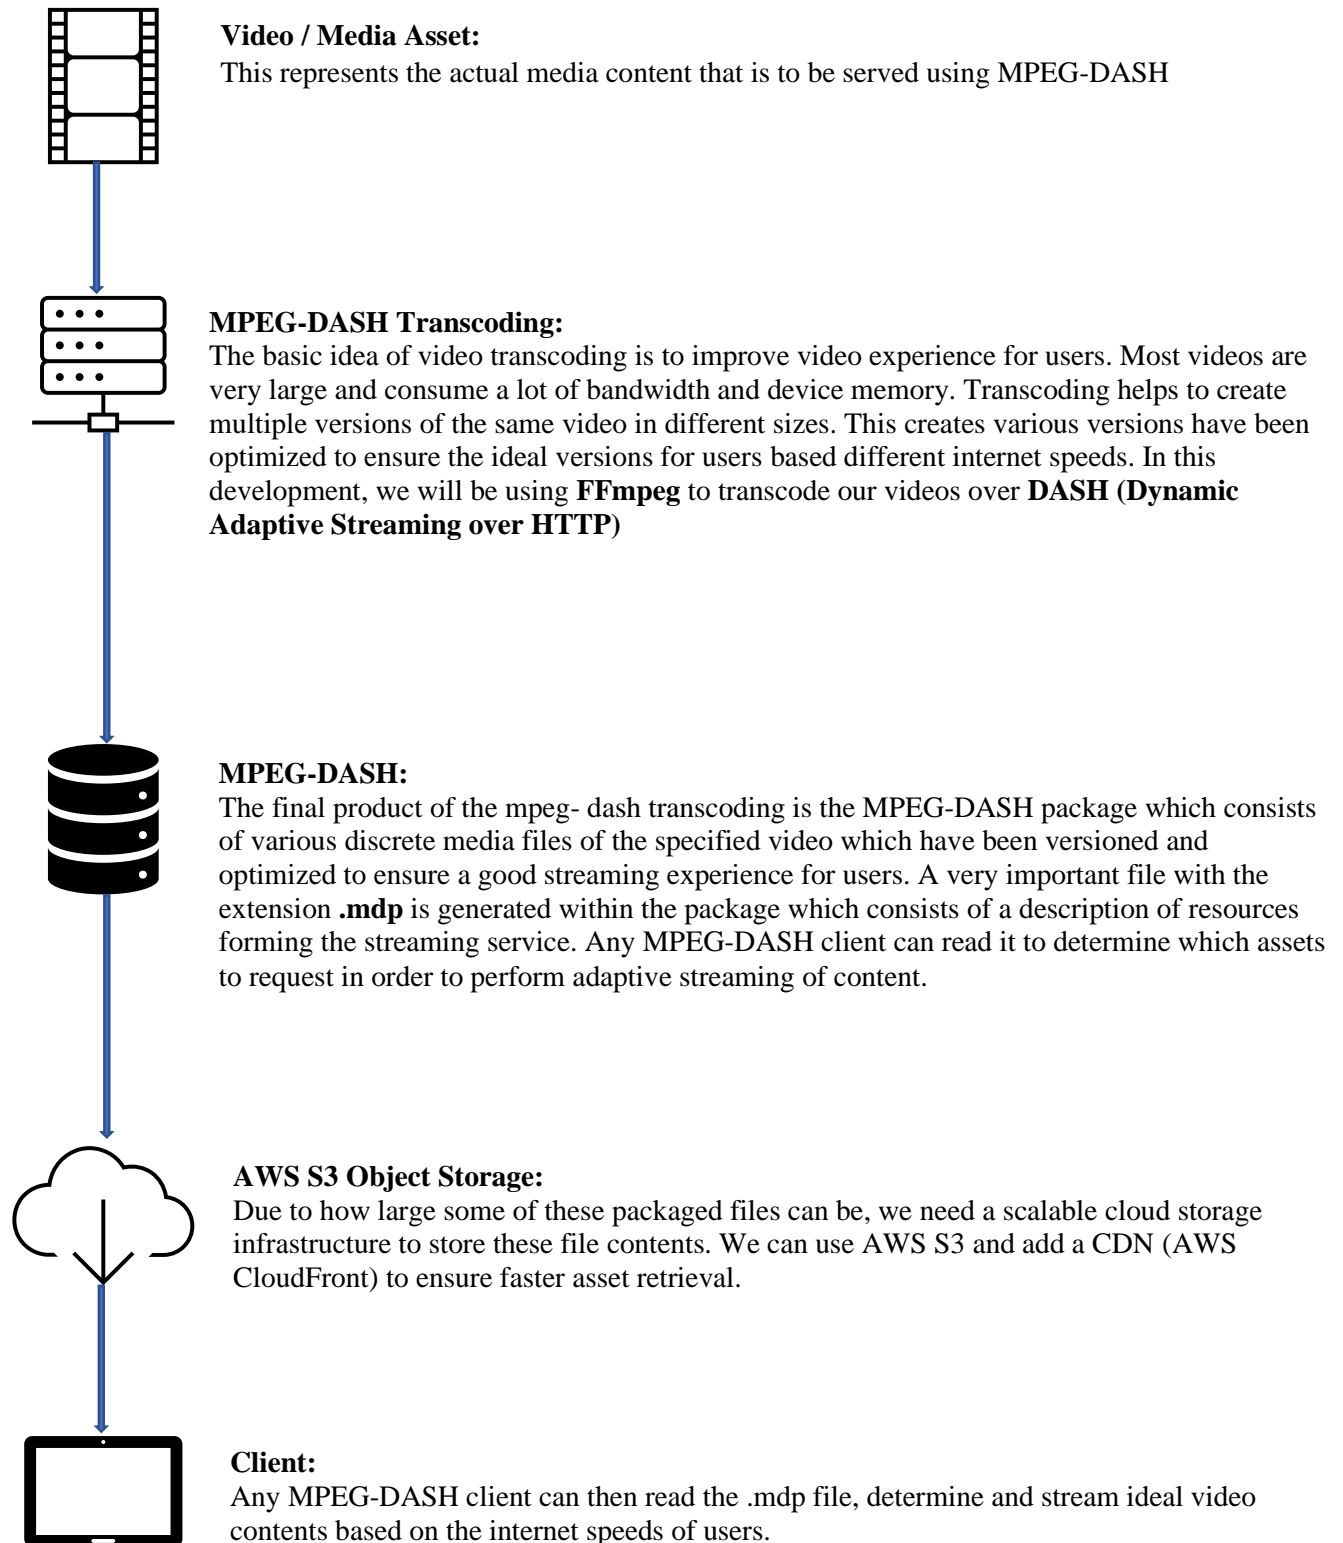 Video / Media Asset:
This represents the actual media content that is to be served using MPEG-DASH
MPEG-DASH Transcoding:
The basic idea of video transcoding is to improve video experience for users. Most videos are
very large and consume a lot of bandwidth and device memory. Transcoding helps to create
multiple versions of the same video in different sizes. This creates various versions have been
optimized to ensure the ideal versions for users based different internet speeds. In this
development, we will be using FFmpeg to transcode our videos over DASH (Dynamic
Adaptive Streaming over HTTP)
MPEG-DASH:
The final product of the mpeg- dash transcoding is the MPEG-DASH package which consists
of various discrete media files of the specified video which have been versioned and
optimized to ensure a good streaming experience for users. A very important file with the
extension .mdp is generated within the package which consists of a description of resources
forming the streaming service. Any MPEG-DASH client can read it to determine which assets
to request in order to perform adaptive streaming of content.
AWS S3 Object Storage:
Due to how large some of these packaged files can be, we need a scalable cloud storage
infrastructure to store these file contents. We can use AWS S3 and add a CDN (AWS
CloudFront) to ensure faster asset retrieval.
Client:
Any MPEG-DASH client can then read the .mdp file, determine and stream ideal video
contents based on the internet speeds of users.